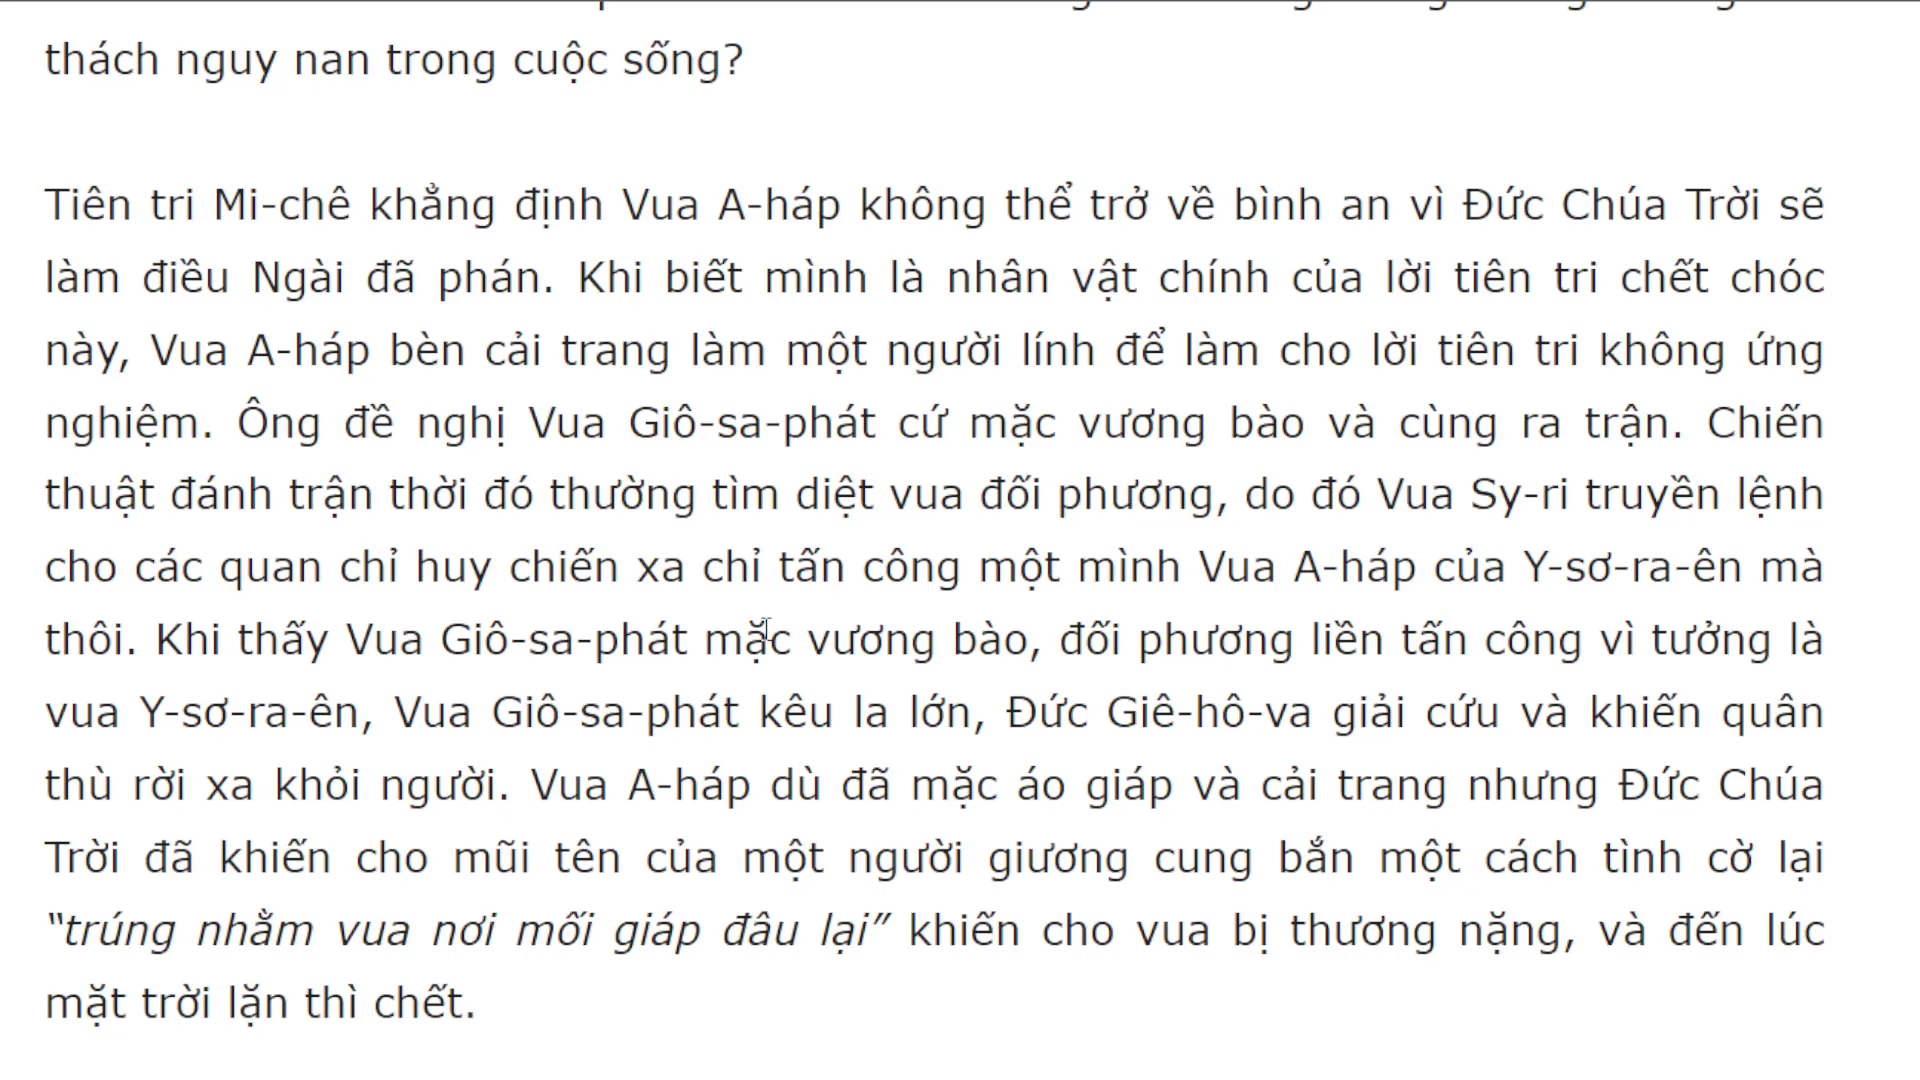 thách nguy nan trong cuộc sống?
Tiên tri Mi-chê khẳng định Vua A-háp không thể trở về bình an vì Đức Chúa Trời sẽ
làm điều Ngài đã phán. Khi biết mình là nhân vật chính của lời tiên tri chết chóc
này, Vua A-háp bèn cải trang làm một người lính để làm cho lời tiên tri không ứng
nghiệm. Ông đề nghị Vua Giô-sa-phát cứ mặc vương bào và cùng ra trận. Chiến
thuật đánh trận thời đó thường tìm diệt vua đối phương, do đó Vua Sy-ri truyền lệnh
cho các quan chỉ huy chiến xa chỉ tấn công một mình Vua A-háp của Y-sơ-ra-ên mà
thôi. Khi thấy Vua Giô-sa-phát mặc vương bào, đối phương liền tấn công vì tưởng là
vua Y-sơ-ra-ên, Vua Giô-sa-phát kêu la lớn, Đức Giê-hô-va giải cứu và khiến quân
thù rời xa khỏi người. Vua A-háp dù đã mặc áo giáp và cải trang nhưng Đức Chúa
Trời đã khiến cho mũi tên của một người giương cung bắn một cách tình cờ lại
“trúng nhằm vua nơi mối giáp đâu lại” khiến cho vua bị thương nặng, và đến lúc
mặt trời lặn thì chết.